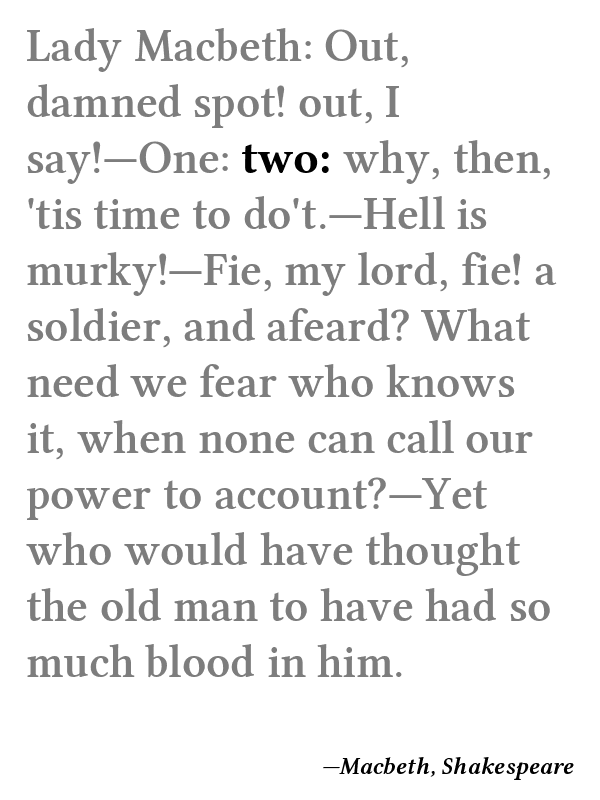 Lady Macbeth: Out,
damned spot! out, I
say!—One: two: why, then,
'tis time to do't.—Hell is
murky!—Fie, my lord, fie! a
soldier, and afeard? What
need we fear who knows
it, when none can call our
power to account?—Yet
who would have thought
the old man to have had so
much blood in him.
—Macbeth, Shakespeare